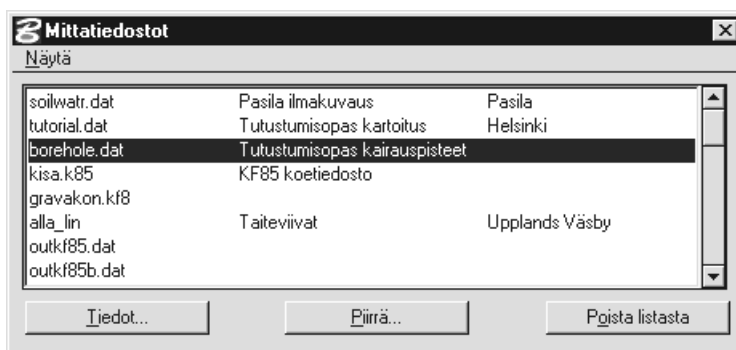 Mittatiedostot
Näytä
soilwatr.dat Pasila ilmakuvaus Pasila
tutorial.dat Tutustumisopas kartoitus Helsinki
borehole.dat Tutustumisopas kairauspisteet
kisa.k85 KF85 koetiedosto
gravakon.kf8
alla_lin Taiteviivat Upplands Väsby
outkf85.dat
outkf85b.dat
Tiedot... Piirrä... Poista listasta